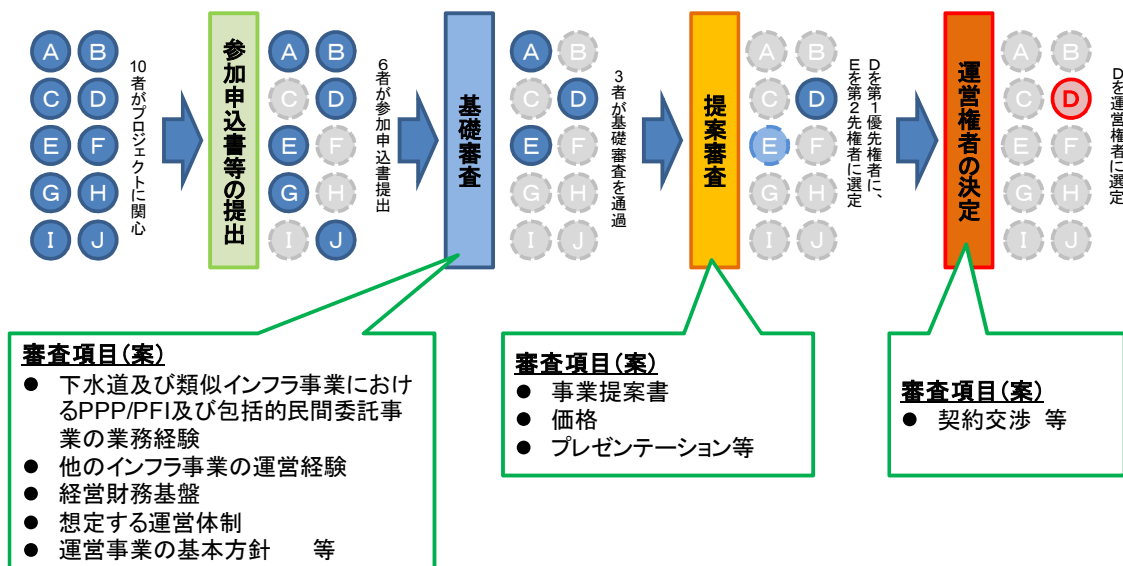 A B
C D
E F
G H
I J
10者がプロジェクトに関心
参加申込書等の提出
A B
C D
E F
G H
I J
6者が参加申込書提出
基礎審査
A B
C D
E F
G H
I J
3者が基礎審査を通過
提案審査
A B
C D
E F
G H
I J
Dを第1優先権者に、
Eを第2先権者に選定
運営権者の決定
A B
C D
E F
G H
I J
Dを運営権者に選定
審査項目(案)
● 下水道及び類似インフラ事業におけ
るPPP/PFI及び包括的民間委託事
業の業務経験
● 他のインフラ事業の運営経験
● 経営財務基盤
● 想定する運営体制
● 運営事業の基本方針 等
審査項目(案)
● 事業提案書
● 価格
● プレゼンテーション等
審査項目(案)
● 契約交渉 等